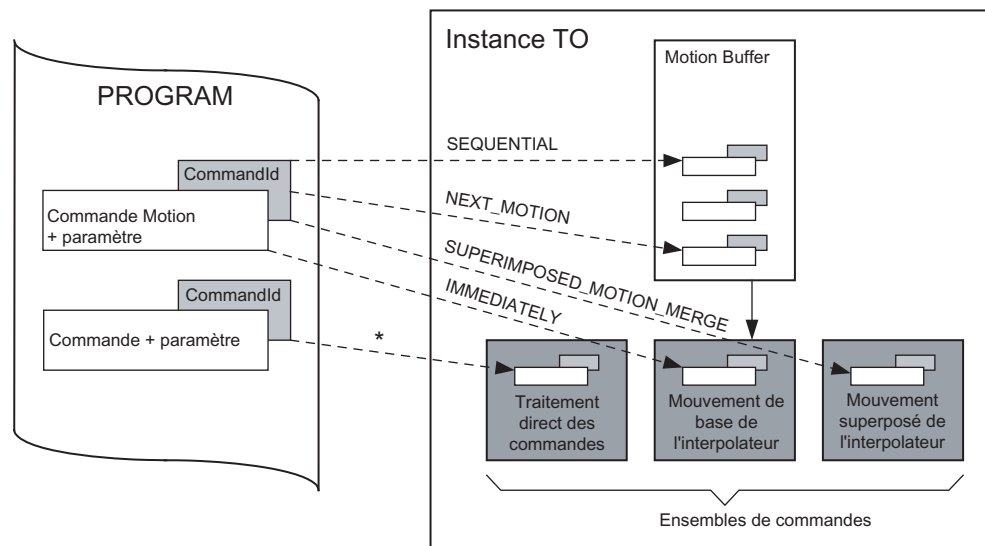 PROGRAM
CommandId
Commande Motion
+ paramètre
CommandId
Commande + paramètre
Instance TO
Motion Buffer
SEQUENTIAL
NEXT_MOTION
SUPERIMPOSED_MOTION_MERGE
IMMEDIATELY
*
Traitement
direct des
commandes
Mouvement de
base de
l'interpolateur
Mouvement
superposé de
l'interpolateur
Ensembles de commandes